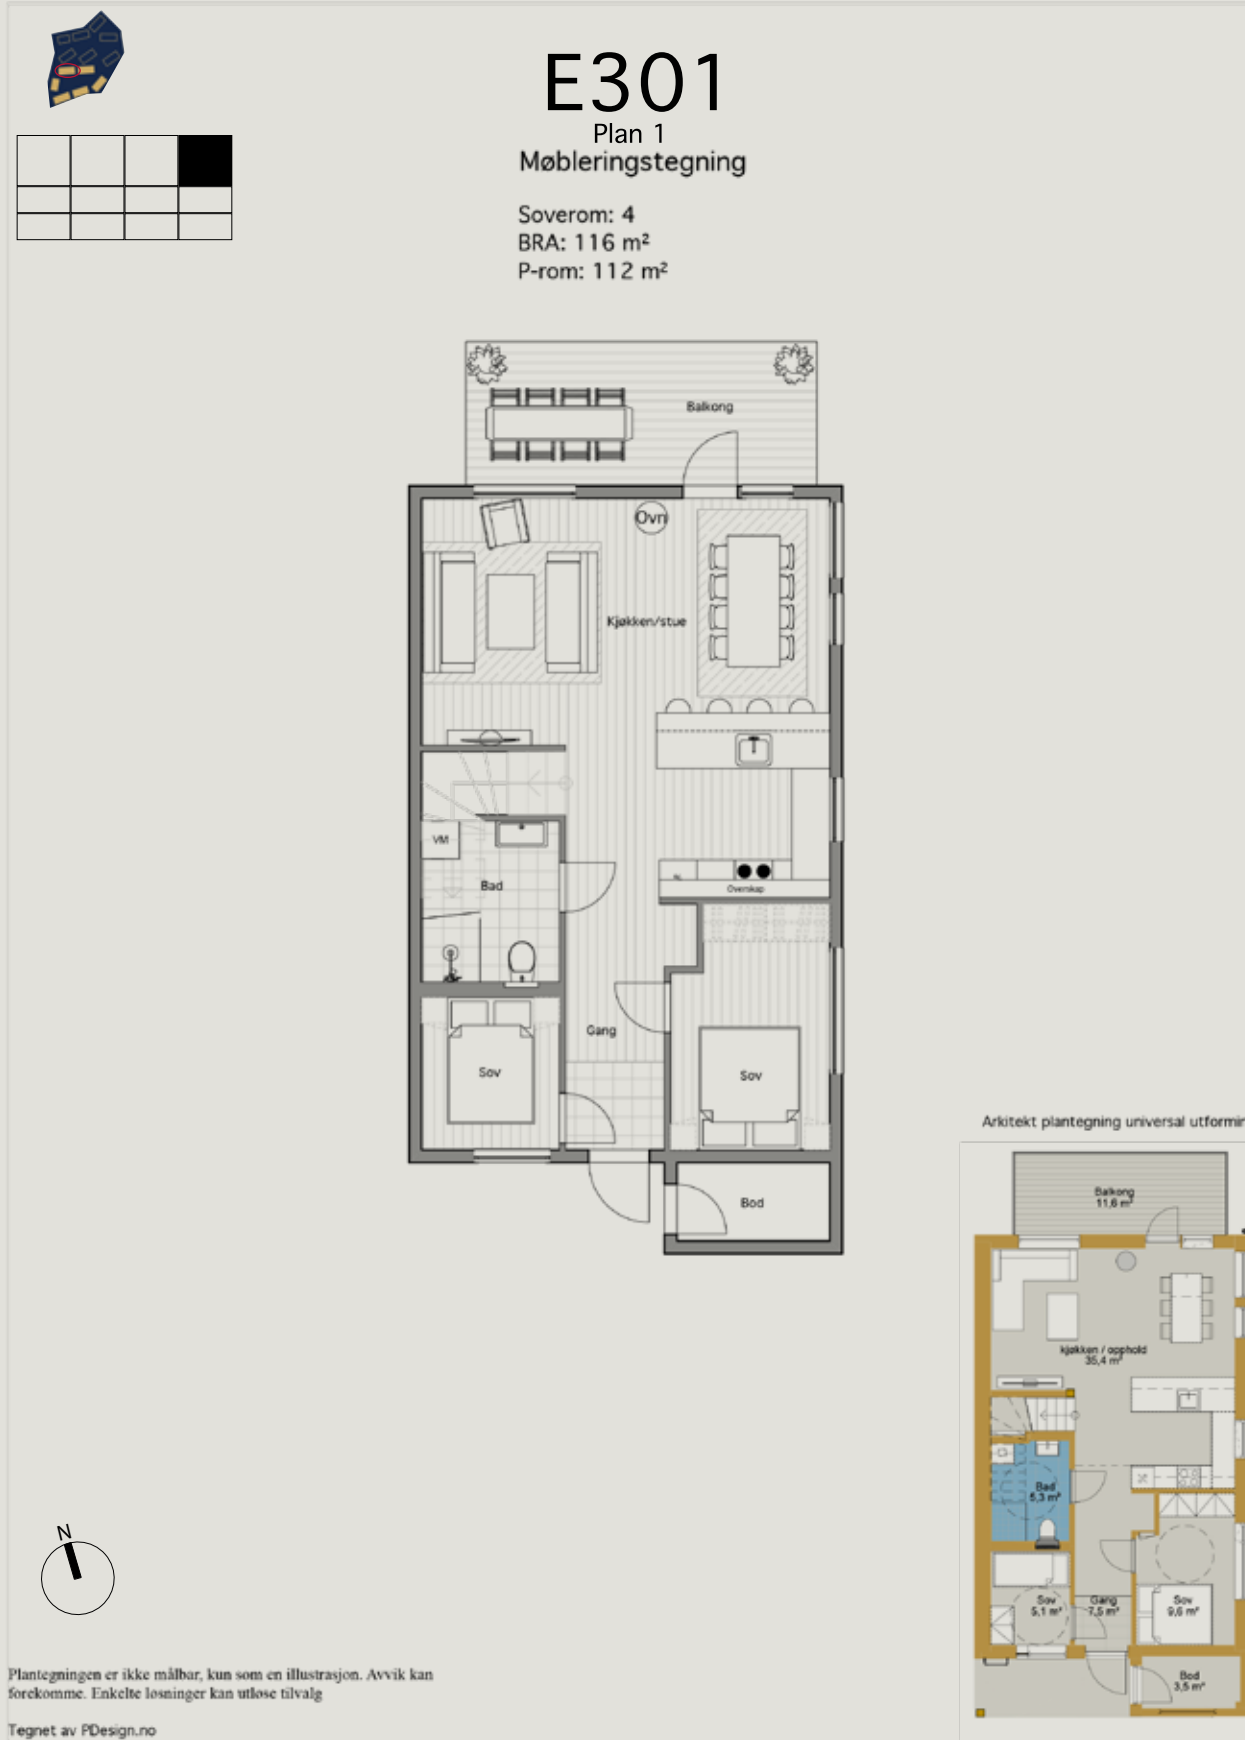 E301
Plan 1
Møbleringstegning
Soverom: 4
BRA: 116 m²
P-rom: 112 m²
Balkong
Ovn
Kjøkken/stue
VM
Bad
Overskap
Gang
Sov
Sov
Bod
Arkitekt plantegning universal utformin
Balkong
11,6 m²
kjøkken / opphold
35,4 m²
Bad
5,3 m²
Sov
5,1 m²
Gang
7,5 m²
Sov
9,6 m²
Bod
3,5 m²
N
Plantegningen er ikke målbar, kun som en illustrasjon. Avvik kan
forekomme. Enkelte løsninger kan utløse tilvalg
Tegnet av PDesign.no